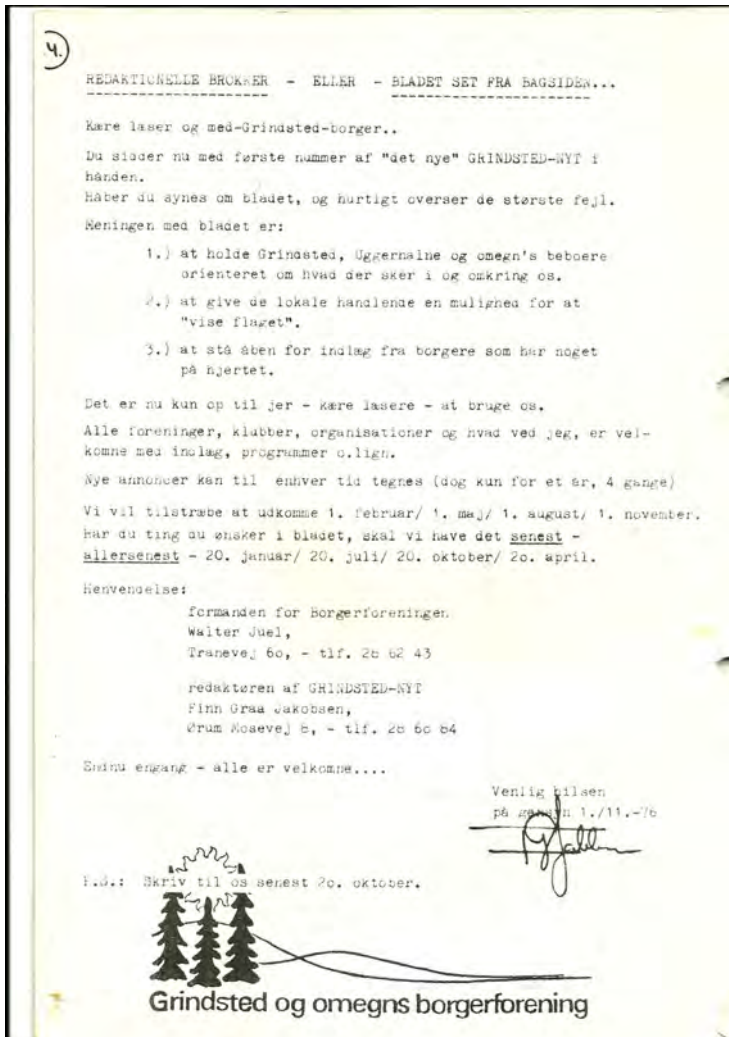 4.
REDAKTIONELLE BROKKER - ELLER - BLADET SET FRA BAGSIDEN...
Kære læser og med-Grindsted-borger..
Du sidder nu med første nummer af "det nye" GRINDSTED-NYT i
hånden.
Håber du synes om bladet, og hurtigt overser de største fejl.
Meningen med bladet er:
1.) at holde Grindsted, Uggernalne og omegn's beboere
orienteret om hvad der sker i og omkring os.
2.) at give de lokale handlende en mulighed for at
"vise flaget".
3.) at stå åben for indlæg fra borgere som har noget
på hjertet.
Det er nu kun op til jer - kære læsere - at bruge os.
Alle foreninger, klubber, organisationer og hvad ved jeg, er vel-
komne med indlæg, programmer o.lign.
Nye annoncer kan til enhver tid tegnes (dog kun for et år, 4 gange)
Vi vil tilstræbe at udkomme 1. februar/ 1. maj/ 1. august/ 1. november.
Har du ting du ønsker i bladet, skal vi have det senest -
allersenest - 20. januar/ 20. juli/ 20. oktober/ 2o. april.
Henvendelse:
formanden for Borgerforeningen
Walter Juel,
Tranevej 6o, - tlf. 28 62 43
redaktøren af GRINDSTED-NYT
Finn Graa Jakobsen,
Ørum Mosevej 8, - tlf. 28 60 84
Endnu engang - alle er velkomne....
Venlig hilsen
på gensyn 1./11.-76
P.S.: Skriv til os senest 2o. oktober.
Grindsted og omegns borgerforening